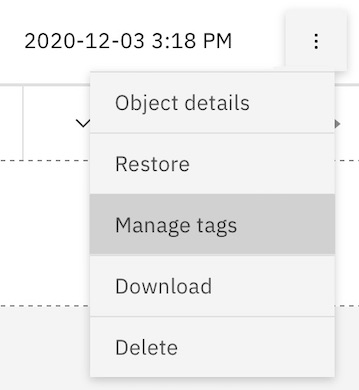 2020-12-03 3:18 PM
Object details
Restore
Manage tags
Download
Delete